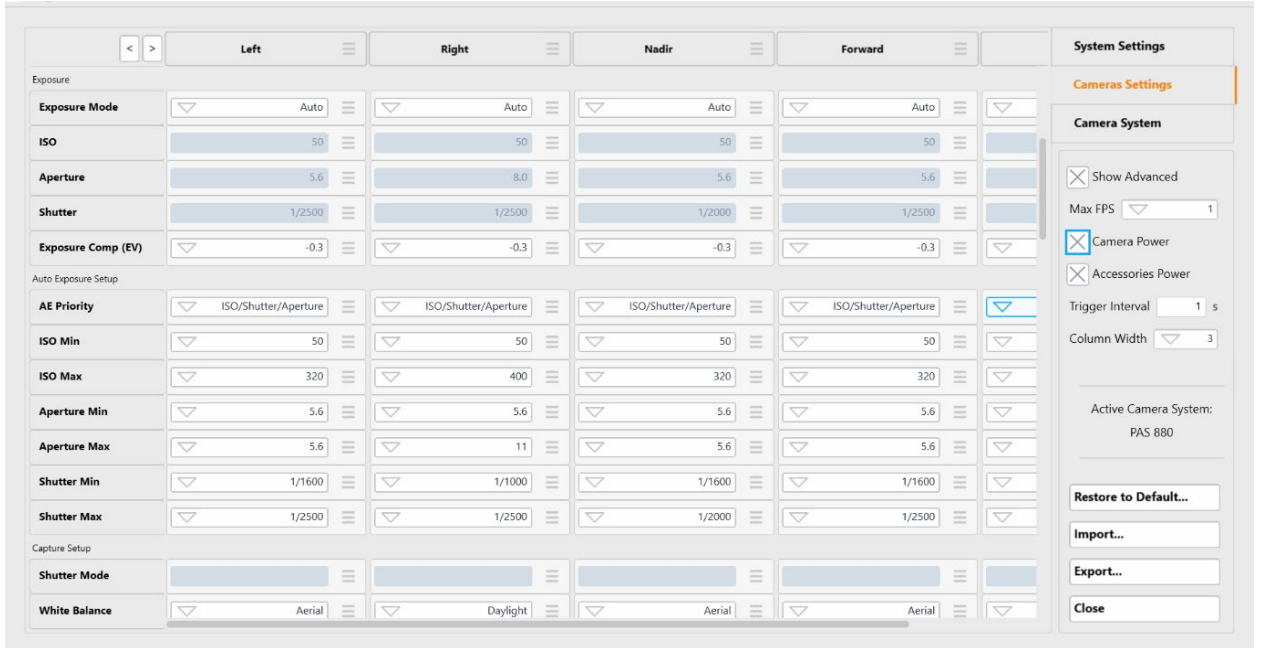 < > Left Right Nadir Forward
Exposure
Exposure Mode Auto Auto Auto Auto
ISO 50 50 50 50
Aperture 5.6 8.0 5.6 5.6
Shutter 1/2500 1/2500 1/2000 1/2500
Exposure Comp (EV) -0.3 -0.3 -0.3 -0.3
Auto Exposure Setup
AE Priority ISO/Shutter/Aperture ISO/Shutter/Aperture ISO/Shutter/Aperture ISO/Shutter/Aperture
ISO Min 50 50 50 50
ISO Max 320 400 320 320
Aperture Min 5.6 5.6 5.6 5.6
Aperture Max 5.6 11 5.6 5.6
Shutter Min 1/1600 1/1000 1/1600 1/1600
Shutter Max 1/2500 1/2500 1/2000 1/2500
Capture Setup
Shutter Mode
White Balance Aerial Daylight Aerial Aerial
System Settings
Cameras Settings
Camera System
Show Advanced
Max FPS 1
Camera Power
Accessories Power
Trigger Interval 1 s
Column Width 3
Active Camera System:
PAS 880
Restore to Default...
Import...
Export...
Close